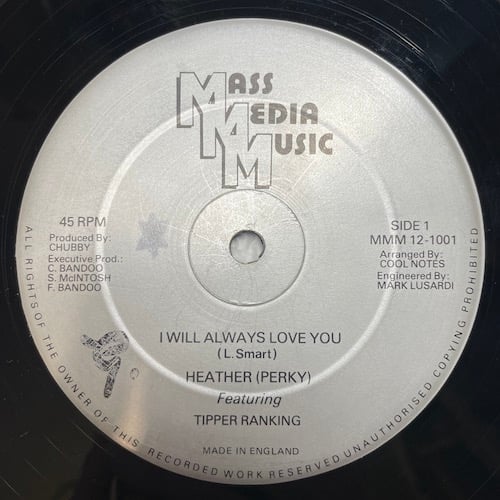 MASS
MEDIA
MUSIC
45 RPM
Produced By:
CHUBBY
Executive Prod.:
C. BANDOO
S. McINTOSH
F. BANDOO
SIDE 1
MMM 12-1001
Arranged By:
COOL NOTES
Engineered By:
MARK LUSARDI
I WILL ALWAYS LOVE YOU
(L. Smart)
HEATHER (PERKY)
Featuring
TIPPER RANKING
MADE IN ENGLAND
ALL RIGHTS OF THE OWNER OF THIS RECORDED WORK RESERVED UNAUTHORISED COPYING PROHIBITED